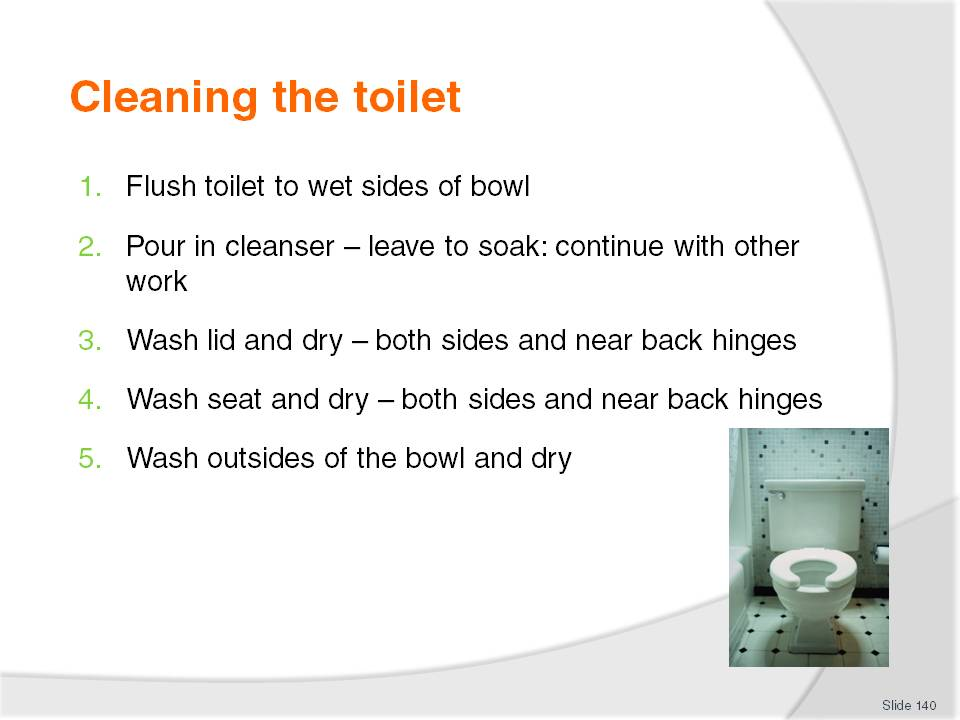 Cleaning the toilet
1. Flush toilet to wet sides of bowl
2. Pour in cleanser – leave to soak: continue with other
work
3. Wash lid and dry – both sides and near back hinges
4. Wash seat and dry – both sides and near back hinges
5. Wash outsides of the bowl and dry
Slide 140